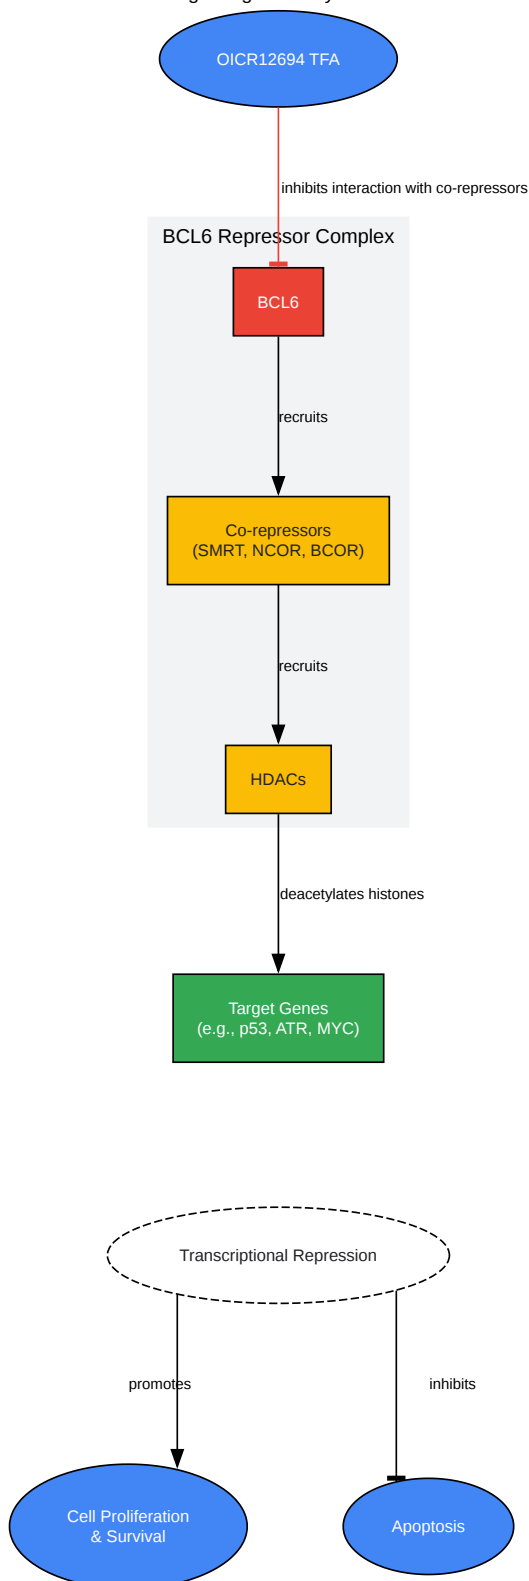 OICR12694 TFA
inhibits interaction with co-repressors
BCL6 Repressor Complex
BCL6
recruits
Co-repressors
(SMRT, NCOR, BCOR)
recruits
HDACs
deacetylates histones
Target Genes
(e.g., p53, ATR, MYC)
Transcriptional Repression
promotes
inhibits
Cell Proliferation
& Survival
Apoptosis